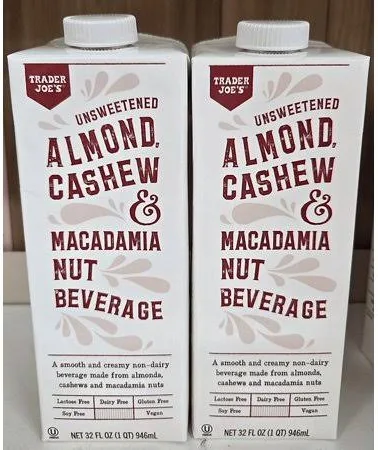 TRADER
JOE'S
UNSWEETENED
ALMOND,
CASHEW
&
MACADAMIA
NUT
BEVERAGE
A smooth and creamy non-dairy
beverage made from almonds,
cashews and macadamia nuts
Lactose Free Dairy Free Gluten Free
Soy Free Vegan
U
NET 32 FL OZ (1 QT) 946mL
TRADER
JOE'S
UNSWEETENED
ALMOND,
CASHEW
&
MACADAMIA
NUT
BEVERAGE
A smooth and creamy non-dairy
beverage made from almonds,
cashews and macadamia nuts
Lactose Free Dairy Free Gluten Free
Soy Free Vegan
U
NET 32 FL OZ (1 QT) 946mL